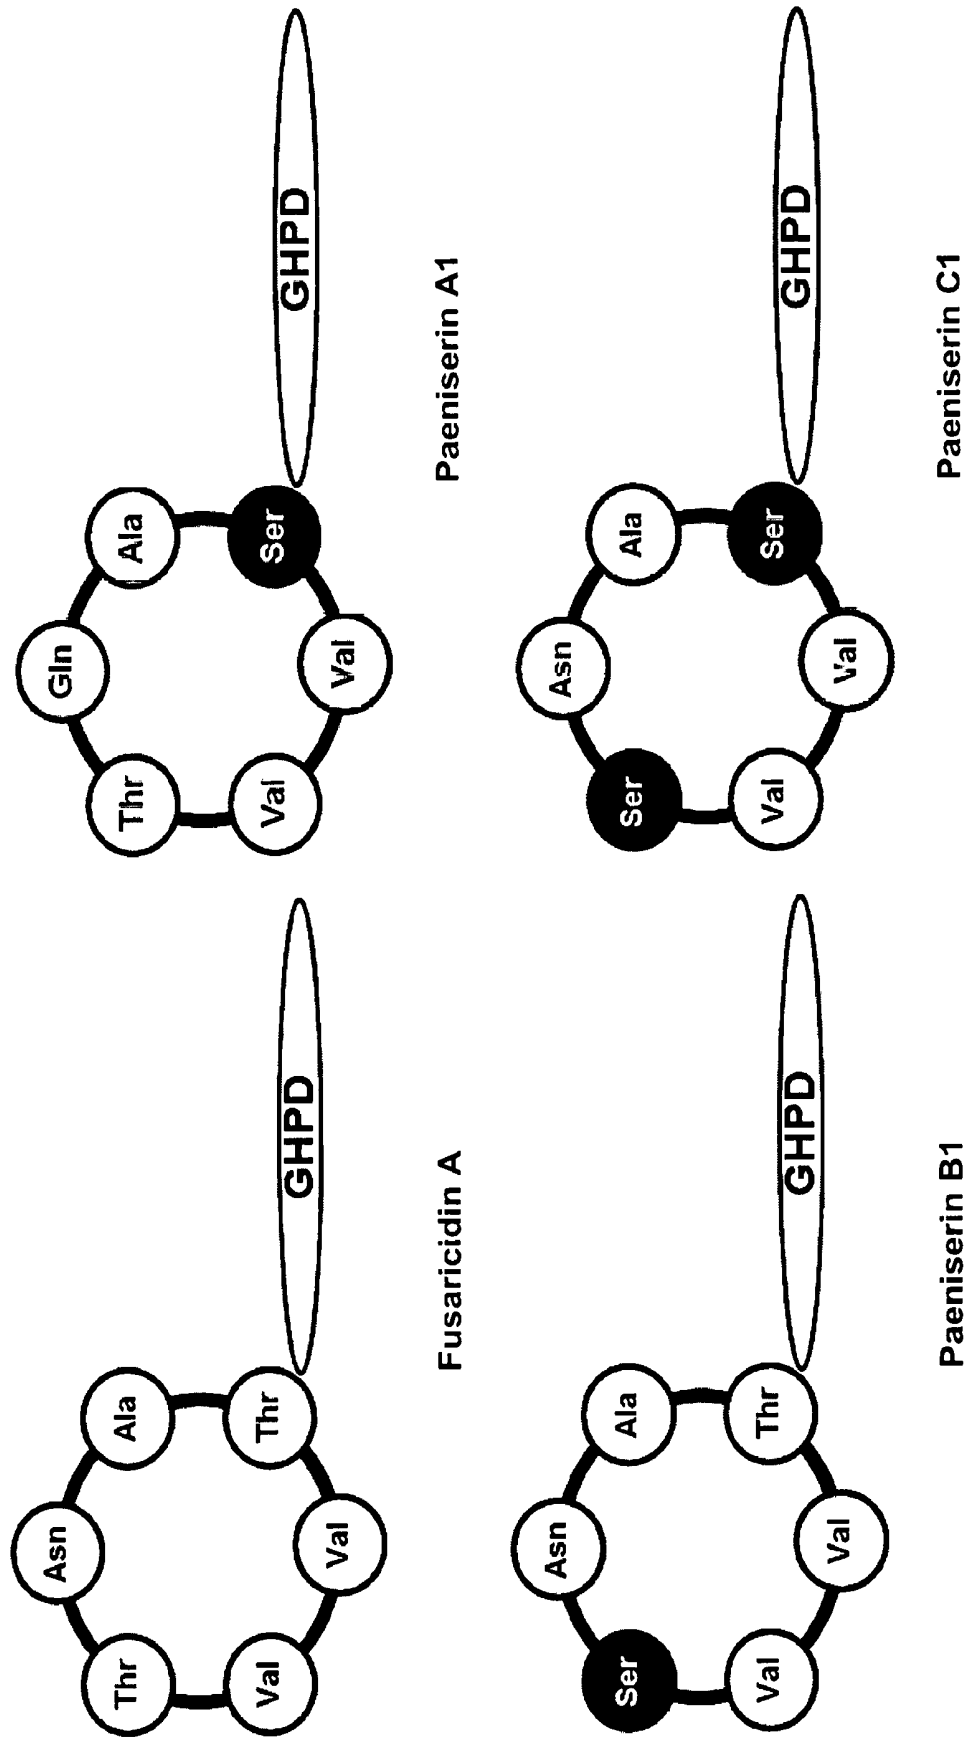 Asn
Thr
Ala
Val
Thr
Val
GHPD
Fusaricidin A
Gln
Thr
Ala
Val
Ser
Val
GHPD
Paeniserin A1
Asn
Ser
Ala
Val
Thr
Val
GHPD
Paeniserin B1
Asn
Ser
Ala
Val
Ser
Val
GHPD
Paeniserin C1